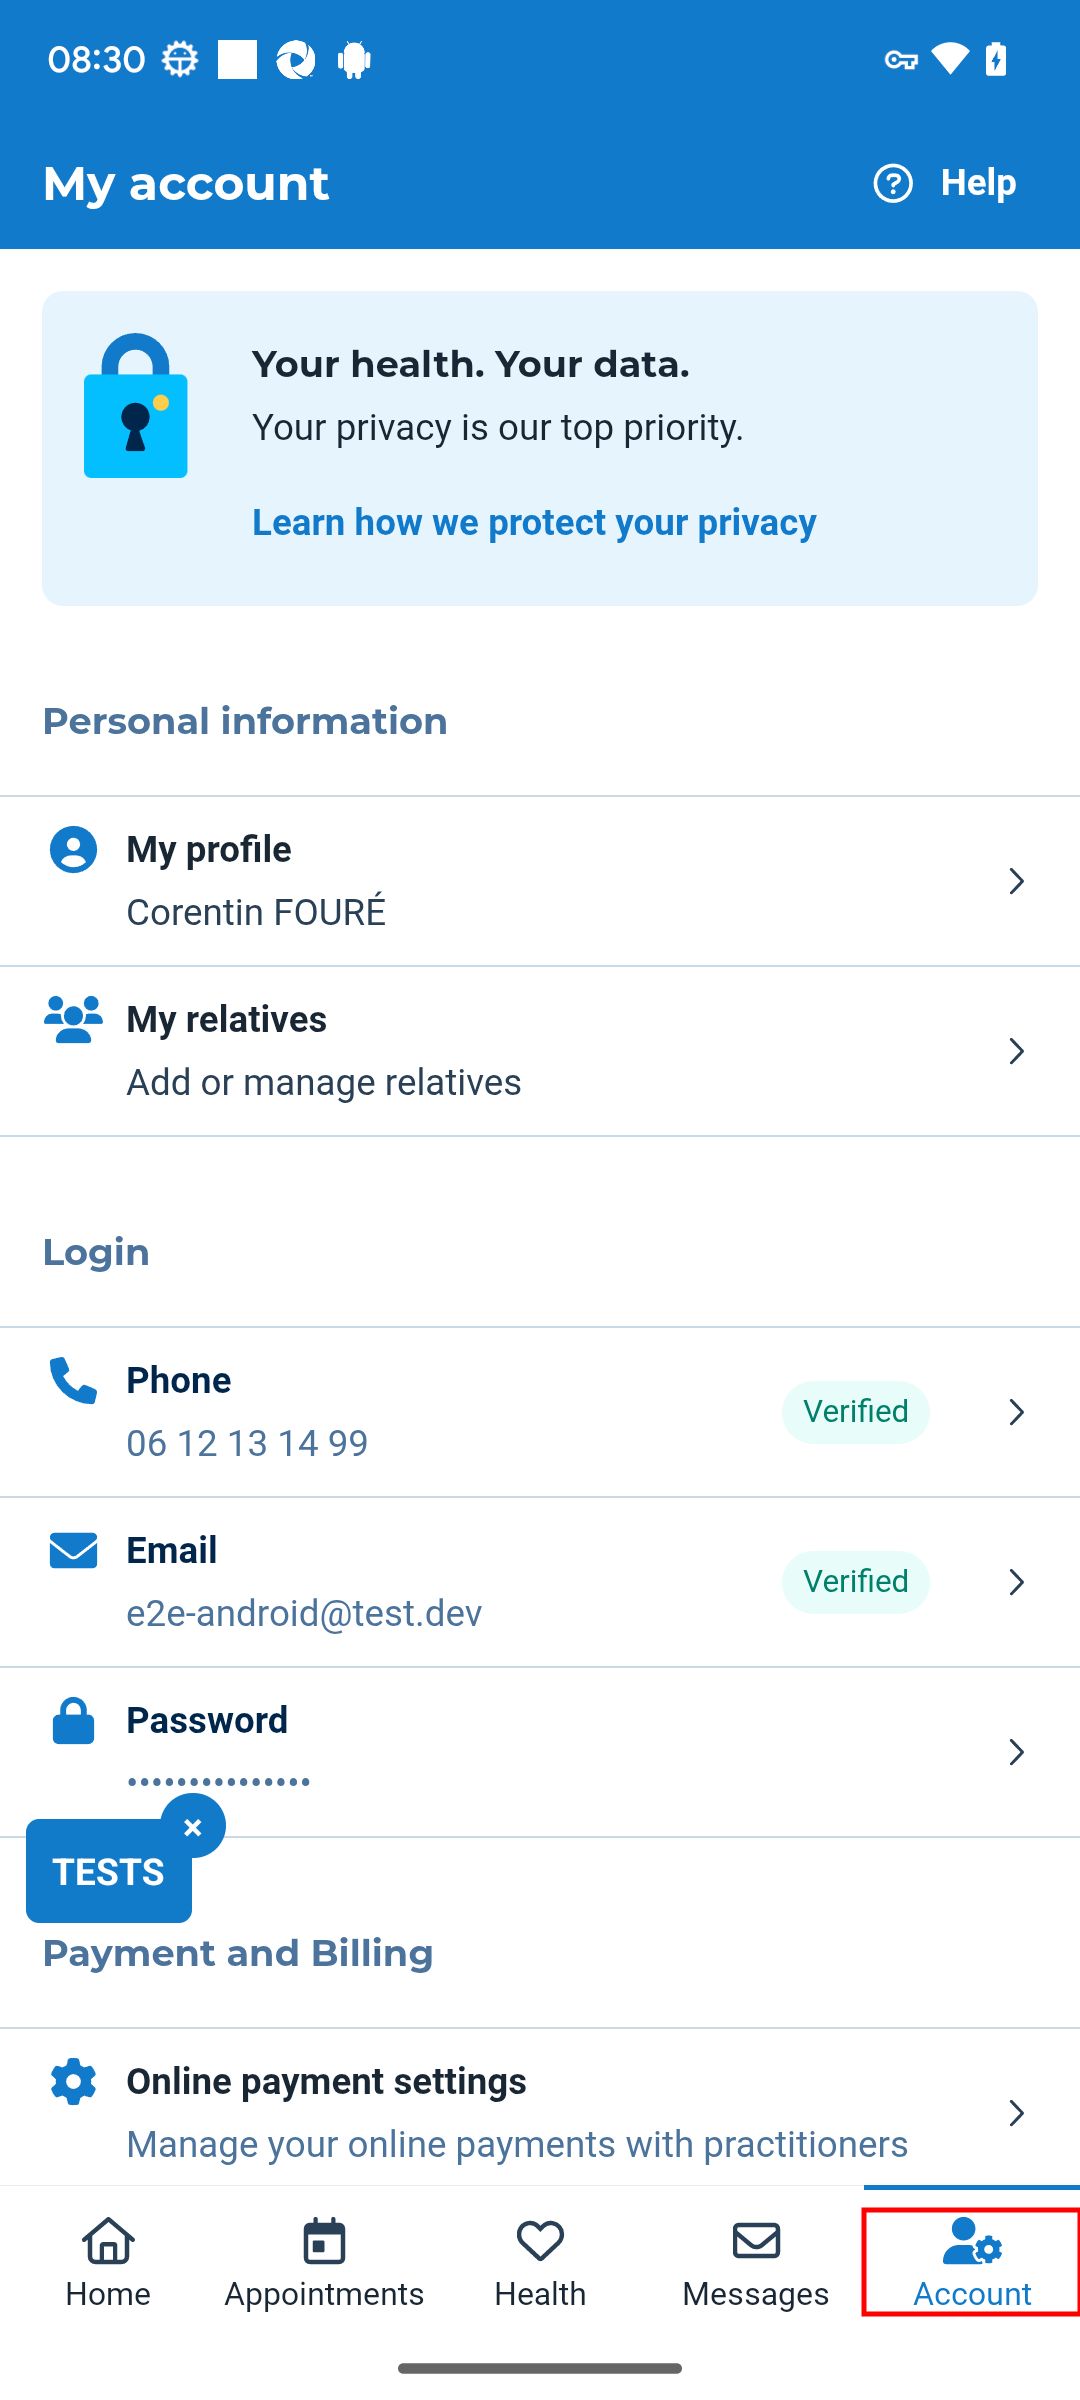 08:30
My account
Help
Your health. Your data.
Your privacy is our top priority.
Learn how we protect your privacy
Personal information
My profile
Corentin FOURÉ
My relatives
Add or manage relatives
Login
Phone
06 12 13 14 99
Verified
Email
e2e-android@test.dev
Verified
Password
•••••••••••••••
TESTS
×
Payment and Billing
Online payment settings
Manage your online payments with practitioners
Home
Appointments
Health
Messages
Account